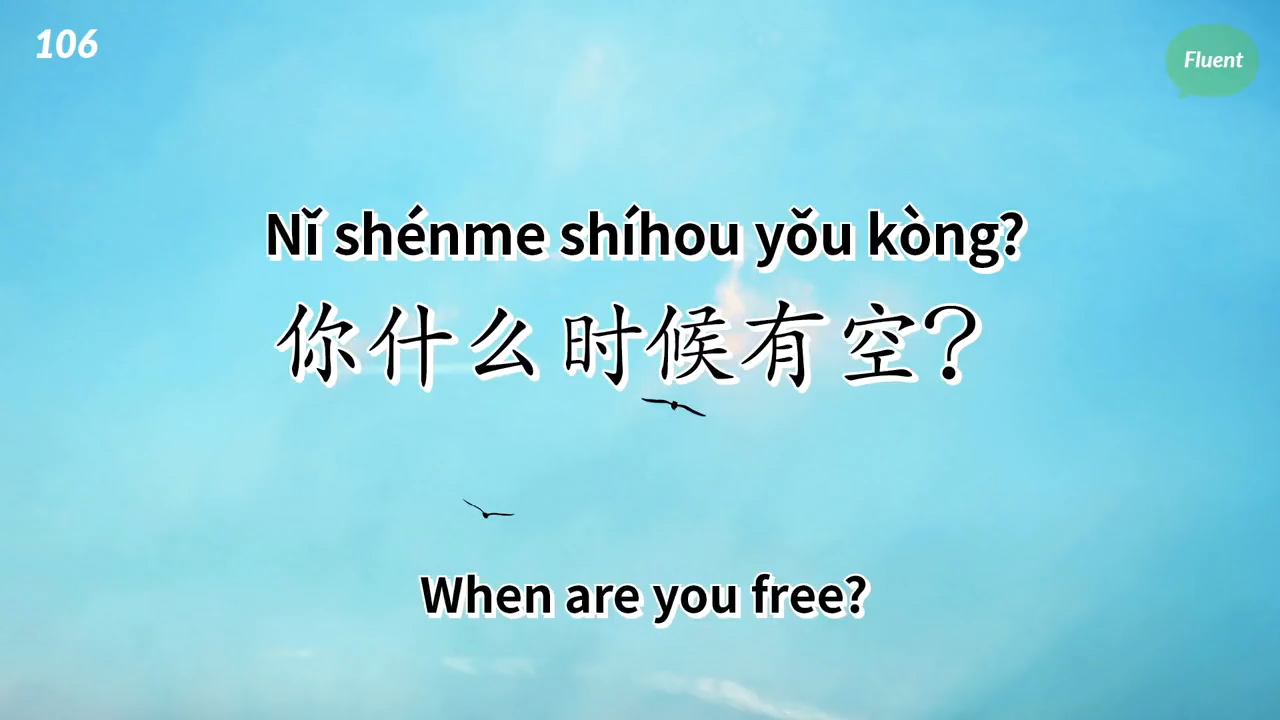 106
Fluent
Nǐ shénme shíhou yǒu kòng?
你什么时候有空？
When are you free?